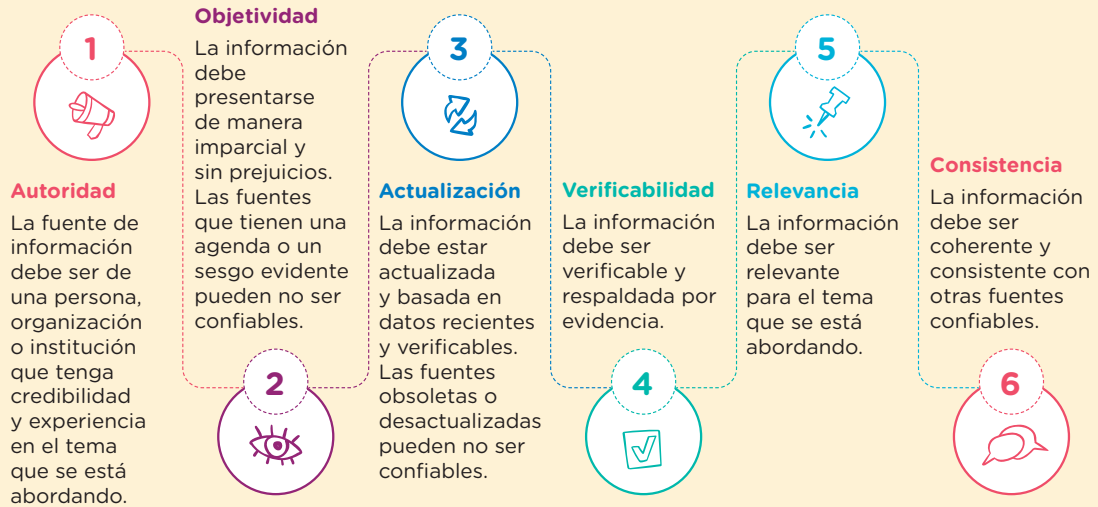 1
Autoridad
La fuente de
información
debe ser de
una persona,
organización
o institución
que tenga
credibilidad
y experiencia
en el tema
que se está
abordando.
Objetividad
La información
debe
presentarse
de manera
imparcial y
sin prejuicios.
Las fuentes
que tienen una
agenda o un
sesgo evidente
pueden no ser
confiables.
2
3
Actualización
La información
debe estar
actualizada
y basada en
datos recientes
y verificables.
Las fuentes
obsoletas o
desactualizadas
pueden no ser
confiables.
Verificabilidad
La información
debe ser
verificable y
respaldada por
evidencia.
4
5
Relevancia
La información
debe ser
relevante
para el tema
que se está
abordando.
Consistencia
La información
debe ser
coherente y
consistente con
otras fuentes
confiables.
6